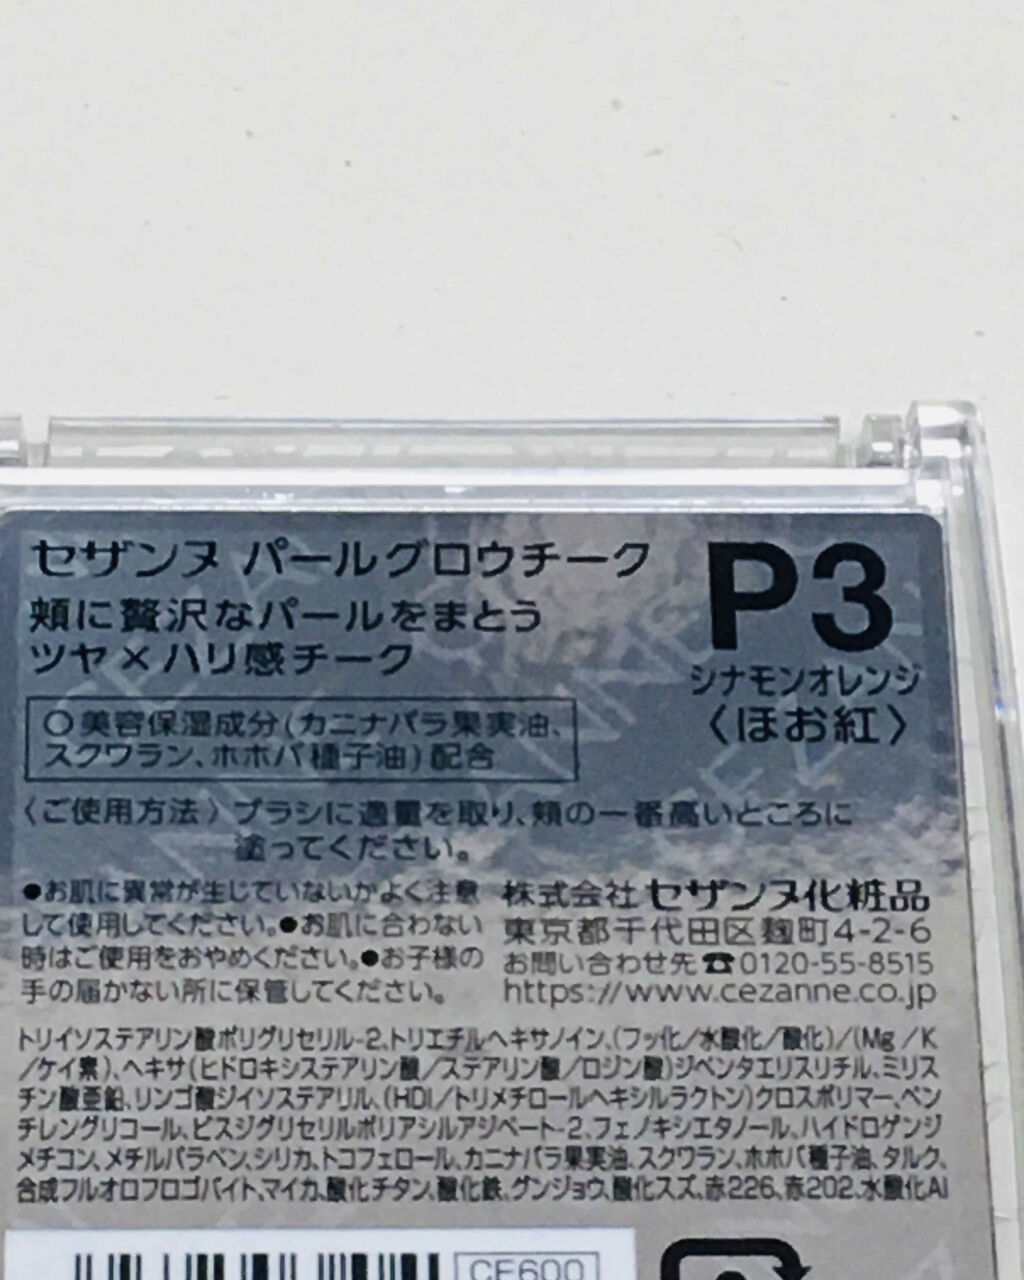 セザンヌ パールグロウチーク
頬に贅沢なパールをまとう
ツヤ×ハリ感チーク
P3
シナモンオレンジ
〈ほお紅〉
○美容保湿成分(カニナバラ果実油、
スクワラン、ホホバ種子油)配合
〈ご使用方法〉ブラシに適量を取り、頬の一番高いところに
塗ってください。
●お肌に異常が生じていないかよく注意
して使用してください。●お肌に合わない
時はご使用をおやめください。●お子様の
手の届かない所に保管してください。
株式会社 セザンヌ化粧品
東京都千代田区麹町4-2-6
お問い合わせ先☎0120-55-8515
https://www.cezanne.co.jp
トリイソステアリン酸ポリグリセリル-2、トリエチルヘキサノイン、(フッ化/水酸化/酸化)/(Mg/K
/ケイ素)、ヘキサ(ヒドロキシステアリン酸/ステアリン酸/ロジン酸)ジペンタエリスリチル、ミリス
チン酸亜鉛、リンゴ酸ジイソステアリル、(HDI/トリメチロールヘキシルラクトン)クロスポリマー、ペン
チレングリコール、ビスジグリセリルポリアシルアジペート-2、フェノキシエタノール、ハイドロゲンジ
メチコン、メチルパラベン、シリカ、トコフェロール、カニナバラ果実油、スクワラン、ホホバ種子油、タルク、
合成フルオロフロゴパイト、マイカ、酸化チタン、酸化鉄、グンジョウ、酸化スズ、赤226、赤202、水酸化Al
CE600